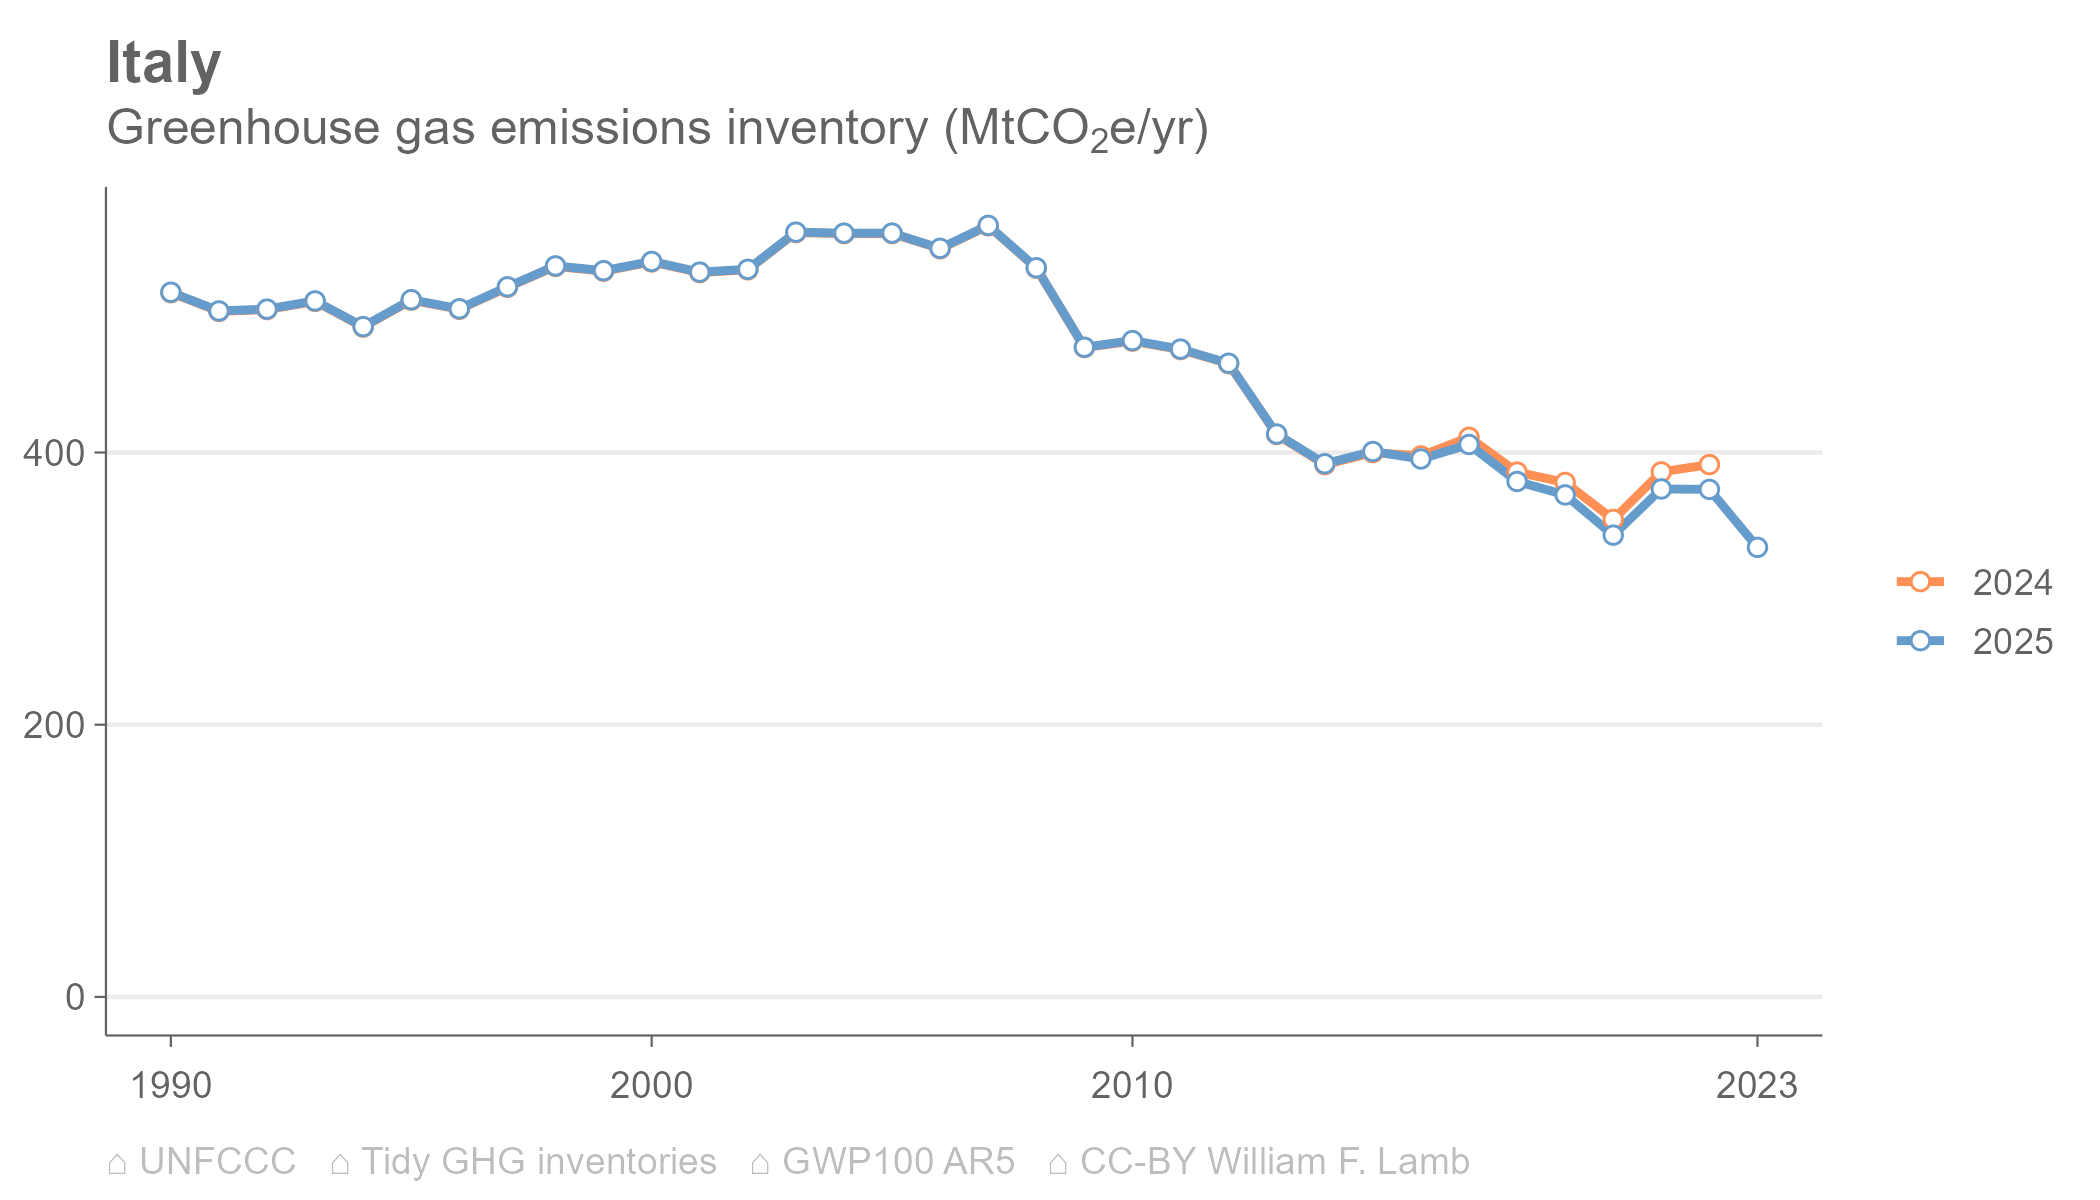 Italy
Greenhouse gas emissions inventory (MtCO₂e/yr)
400
200
0
1990 2000 2010 2023
2024
2025
⌂ UNFCCC ⌂ Tidy GHG inventories ⌂ GWP100 AR5 ⌂ CC-BY William F. Lamb